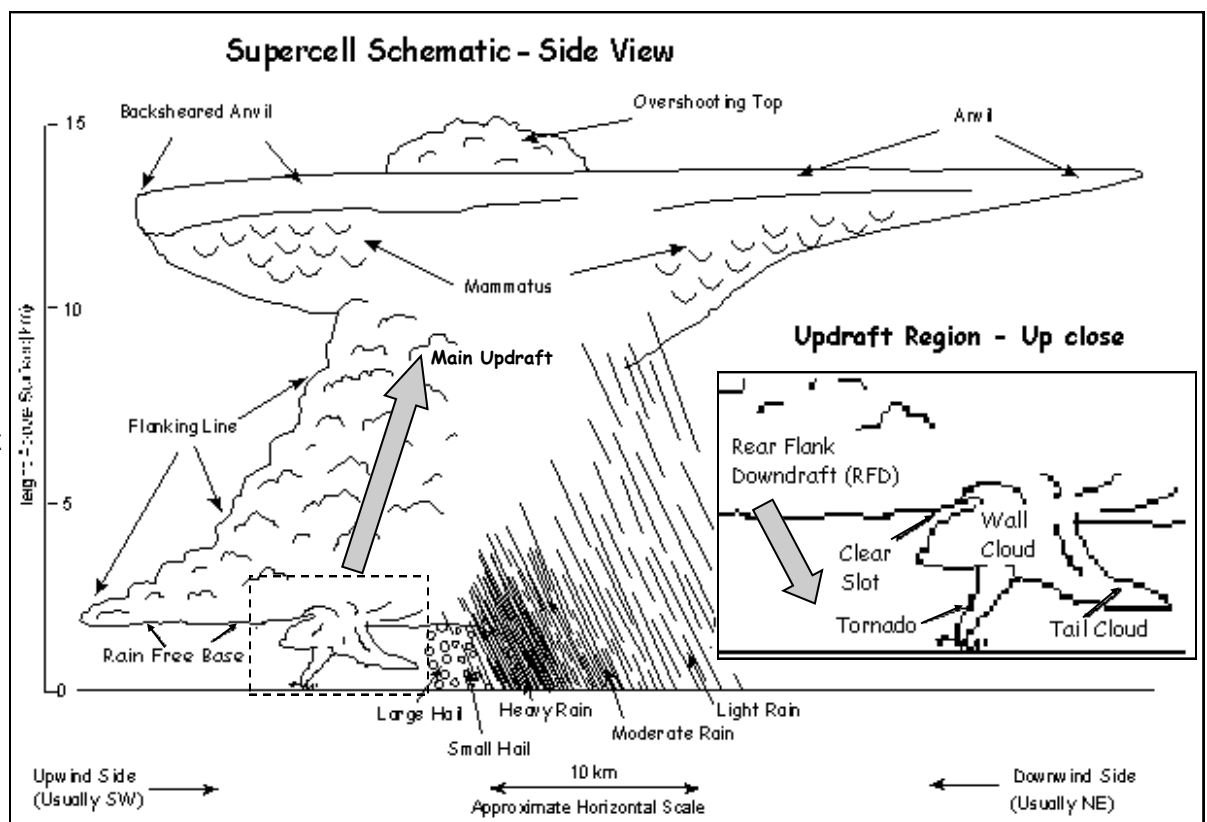 Supercell Schematic - Side View
Backsheared Anvil
Overshooting Top
Anvil
15
Mammatus
10
Main Updraft
Updraft Region - Up close
Flanking Line
Rear Flank
Downdraft (RFD)
Wall
Cloud
Clear
Slot
Tornado
Tail Cloud
5
Rain Free Base
0
Large Hail
Heavy Rain
Light Rain
Moderate Rain
Small Hail
Upwind Side
(Usually SW)
10 km
Approximate Horizontal Scale
Downwind Side
(Usually NE)